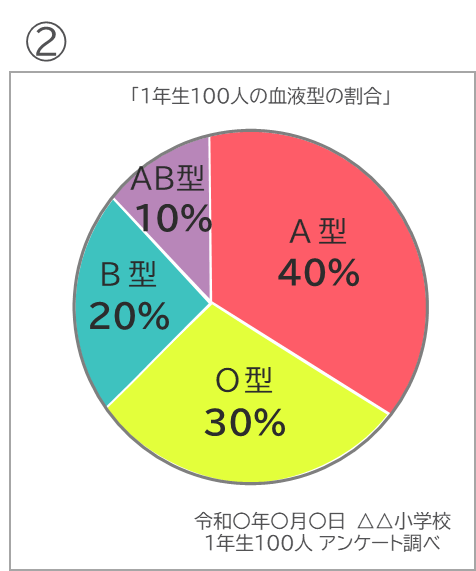 ②
「1年生100人の血液型の割合」
AB型
10%
A型
40%
B型
20%
O型
30%
令和〇年〇月〇日 △△小学校
1年生100人 アンケート調べ